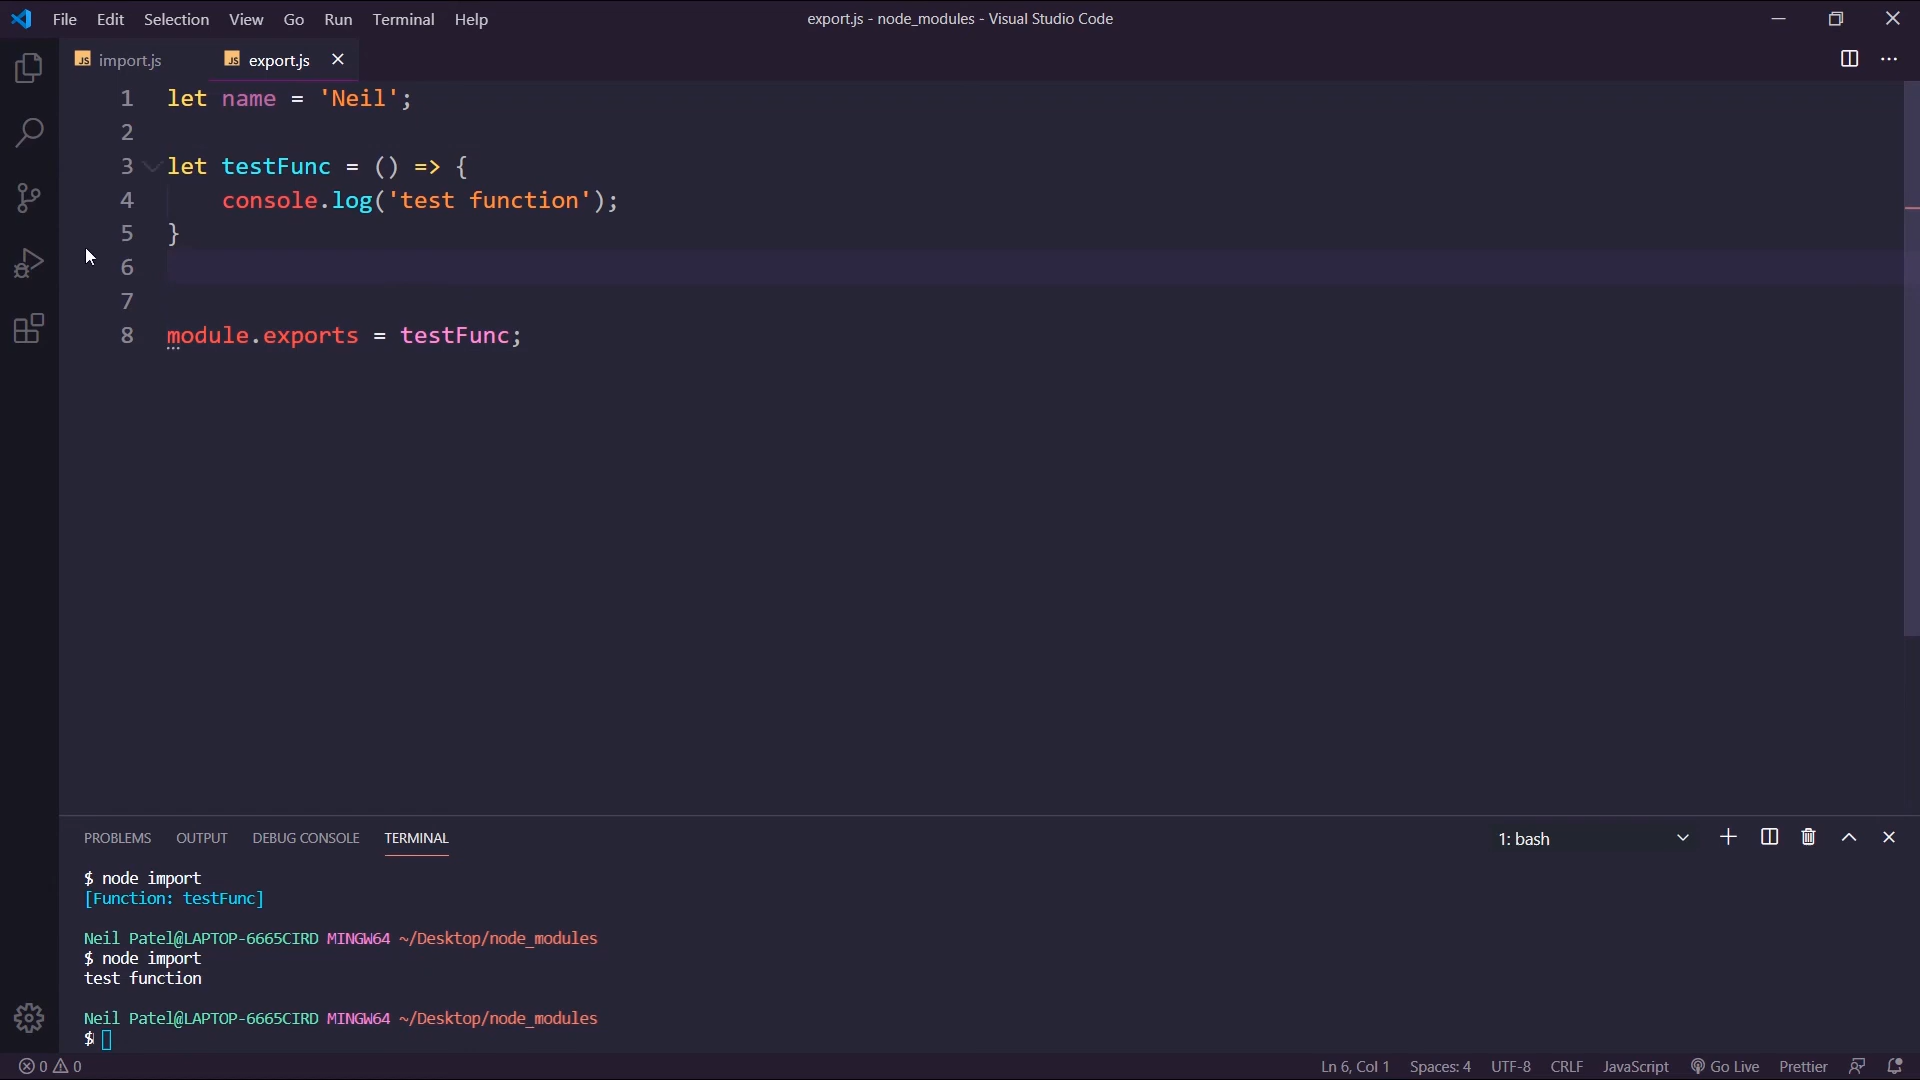 File Edit Selection View Go Run Terminal Help export.js - node_modules - Visual Studio Code
JS import.js JS export.js
1 let name = 'Neil';
2
3 let testFunc = () => {
4 console.log('test function');
5 }
6
7
8 module.exports = testFunc;
PROBLEMS OUTPUT DEBUG CONSOLE TERMINAL 1: bash
$ node import
[Function: testFunc]
Neil Patel@LAPTOP-6665CIRD MINGW64 ~/Desktop/node_modules
$ node import
test function
Neil Patel@LAPTOP-6665CIRD MINGW64 ~/Desktop/node_modules
$
0 0 Ln 6, Col 1 Spaces: 4 UTF-8 CRLF JavaScript Go Live Prettier